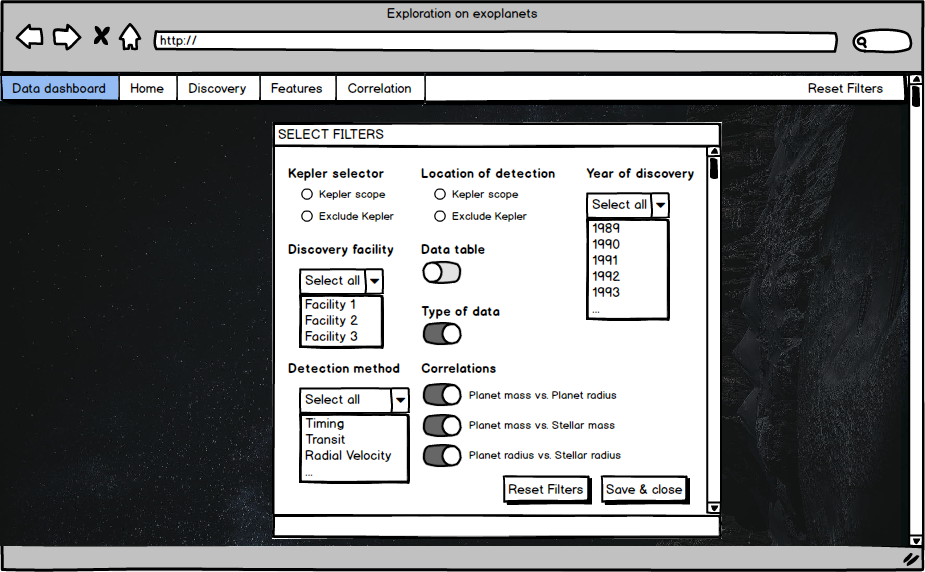 Exploration on exoplanets
http://
Data dashboard Home Discovery Features Correlation Reset Filters
SELECT FILTERS
Kepler selector
Kepler scope
Exclude Kepler
Location of detection
Kepler scope
Exclude Kepler
Year of discovery
Select all
1989
1990
1991
1992
1993
...
Discovery facility
Select all
Facility 1
Facility 2
Facility 3
Data table
Type of data
Detection method
Select all
Timing
Transit
Radial Velocity
...
Correlations
Planet mass vs. Planet radius
Planet mass vs. Stellar mass
Planet radius vs. Stellar radius
Reset Filters Save & close